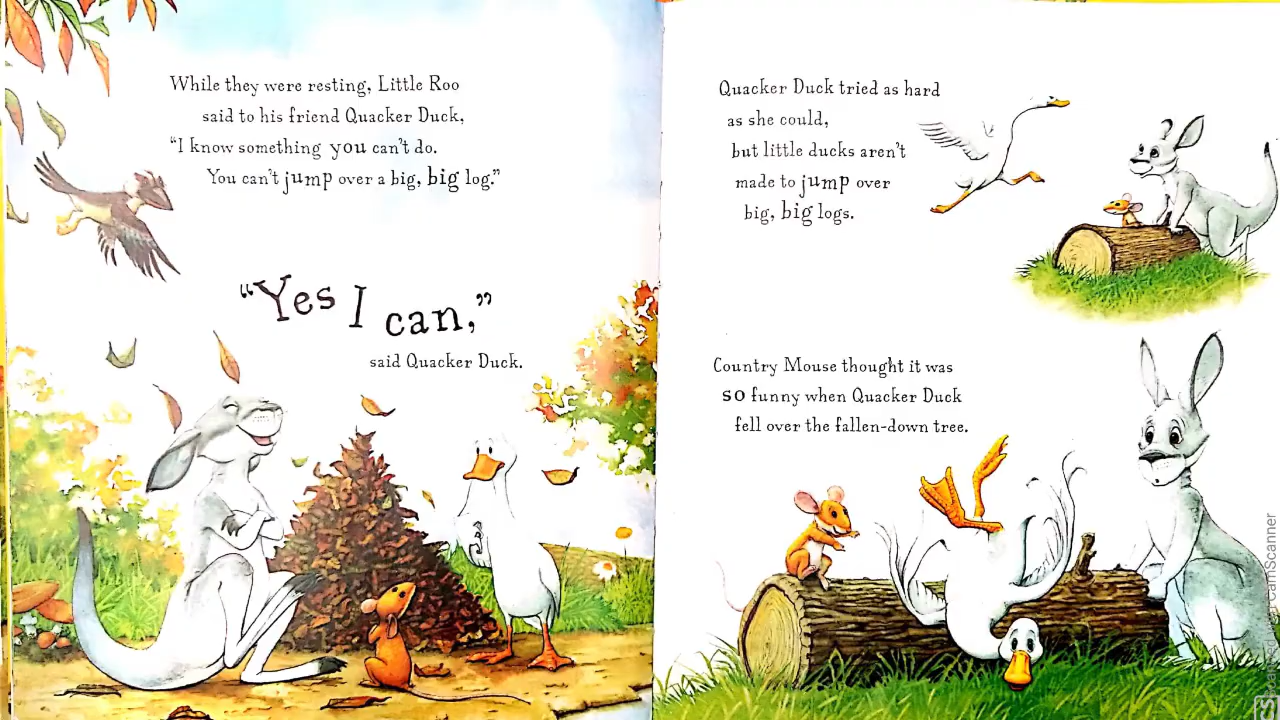 While they were resting, Little Roo
said to his friend Quacker Duck,
“I know something you can’t do.
You can’t jump over a big, big log.”
“Yes I can,”
said Quacker Duck.
Quacker Duck tried as hard
as she could,
but little ducks aren’t
made to jump over
big, big logs.
Country Mouse thought it was
so funny when Quacker Duck
fell over the fallen-down tree.
CS